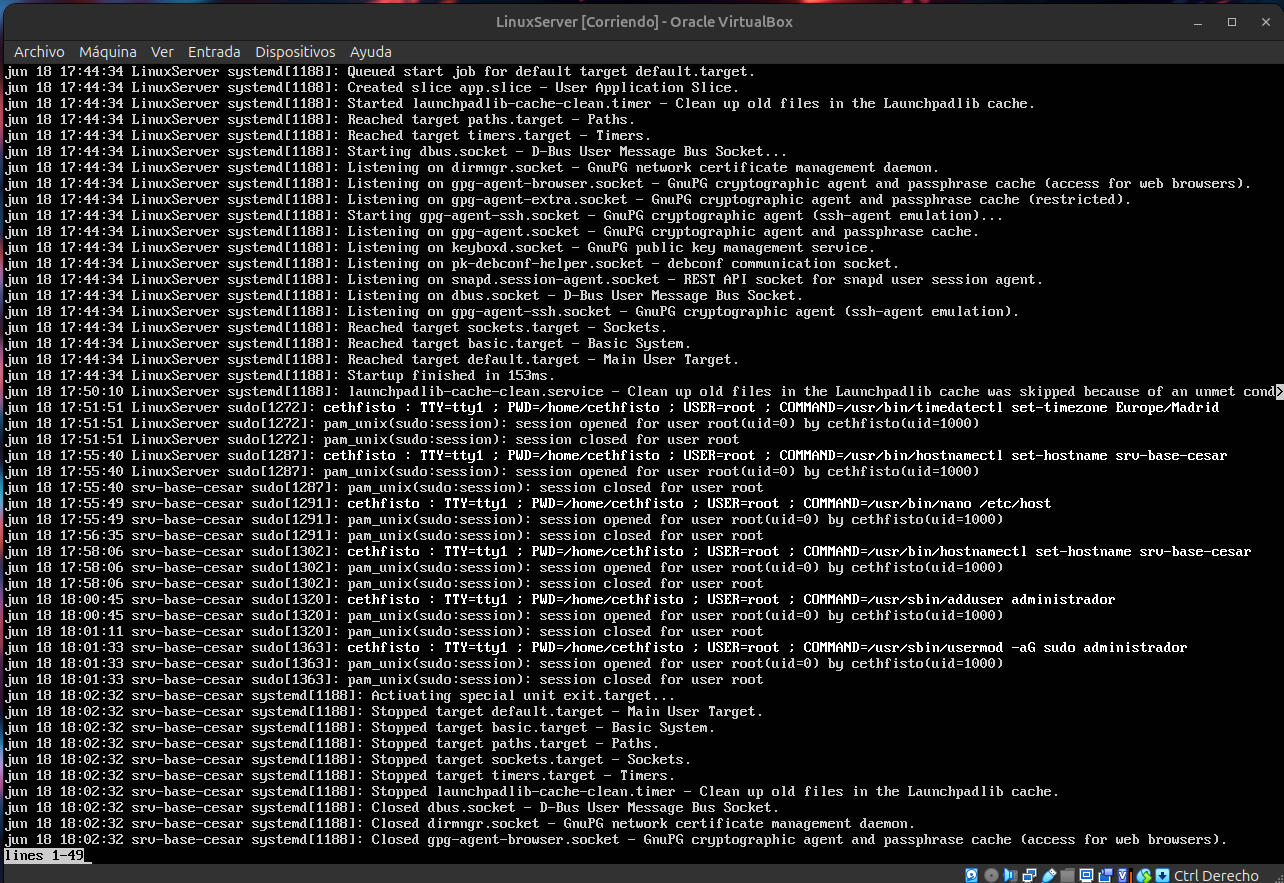 LinuxServer [Corriendo] - Oracle VirtualBox
Archivo Máquina Ver Entrada Dispositivos Ayuda
jun 18 17:44:34 LinuxServer systemd[1188]: Queued start job for default target default.target.
jun 18 17:44:34 LinuxServer systemd[1188]: Created slice app.slice - User Application Slice.
jun 18 17:44:34 LinuxServer systemd[1188]: Started launchpadlib-cache-clean.timer - Clean up old files in the Launchpadlib cache.
jun 18 17:44:34 LinuxServer systemd[1188]: Reached target paths.target - Paths.
jun 18 17:44:34 LinuxServer systemd[1188]: Reached target timers.target - Timers.
jun 18 17:44:34 LinuxServer systemd[1188]: Starting dbus.socket - D-Bus User Message Bus Socket...
jun 18 17:44:34 LinuxServer systemd[1188]: Listening on dirmngr.socket - GnuPG network certificate management daemon.
jun 18 17:44:34 LinuxServer systemd[1188]: Listening on gpg-agent-browser.socket - GnuPG cryptographic agent and passphrase cache (access for web browsers).
jun 18 17:44:34 LinuxServer systemd[1188]: Listening on gpg-agent-extra.socket - GnuPG cryptographic agent and passphrase cache (restricted).
jun 18 17:44:34 LinuxServer systemd[1188]: Starting gpg-agent-ssh.socket - GnuPG cryptographic agent (ssh-agent emulation)...
jun 18 17:44:34 LinuxServer systemd[1188]: Listening on gpg-agent.socket - GnuPG cryptographic agent and passphrase cache.
jun 18 17:44:34 LinuxServer systemd[1188]: Listening on keyboxd.socket - GnuPG public key management service.
jun 18 17:44:34 LinuxServer systemd[1188]: Listening on pk-debconf-helper.socket - debconf communication socket.
jun 18 17:44:34 LinuxServer systemd[1188]: Listening on snapd.session-agent.socket - REST API socket for snapd user session agent.
jun 18 17:44:34 LinuxServer systemd[1188]: Listening on dbus.socket - D-Bus User Message Bus Socket.
jun 18 17:44:34 LinuxServer systemd[1188]: Listening on gpg-agent-ssh.socket - GnuPG cryptographic agent (ssh-agent emulation).
jun 18 17:44:34 LinuxServer systemd[1188]: Reached target sockets.target - Sockets.
jun 18 17:44:34 LinuxServer systemd[1188]: Reached target basic.target - Basic System.
jun 18 17:44:34 LinuxServer systemd[1188]: Reached target default.target - Main User Target.
jun 18 17:44:34 LinuxServer systemd[1188]: Startup finished in 153ms.
jun 18 17:50:10 LinuxServer systemd[1188]: launchpadlib-cache-clean.service - Clean up old files in the Launchpadlib cache was skipped because of an unmet cond>
jun 18 17:51:51 LinuxServer sudo[1272]: cethfisto : TTY=tty1 ; PWD=/home/cethfisto ; USER=root ; COMMAND=/usr/bin/timedatectl set-timezone Europe/Madrid
jun 18 17:51:51 LinuxServer sudo[1272]: pam_unix(sudo:session): session opened for user root(uid=0) by cethfisto(uid=1000)
jun 18 17:51:51 LinuxServer sudo[1272]: pam_unix(sudo:session): session closed for user root
jun 18 17:55:40 LinuxServer sudo[1287]: cethfisto : TTY=tty1 ; PWD=/home/cethfisto ; USER=root ; COMMAND=/usr/bin/hostnamectl set-hostname srv-base-cesar
jun 18 17:55:40 LinuxServer sudo[1287]: pam_unix(sudo:session): session opened for user root(uid=0) by cethfisto(uid=1000)
jun 18 17:55:40 srv-base-cesar sudo[1287]: pam_unix(sudo:session): session closed for user root
jun 18 17:55:49 srv-base-cesar sudo[1291]: cethfisto : TTY=tty1 ; PWD=/home/cethfisto ; USER=root ; COMMAND=/usr/bin/nano /etc/host
jun 18 17:55:49 srv-base-cesar sudo[1291]: pam_unix(sudo:session): session opened for user root(uid=0) by cethfisto(uid=1000)
jun 18 17:56:35 srv-base-cesar sudo[1291]: pam_unix(sudo:session): session closed for user root
jun 18 17:58:06 srv-base-cesar sudo[1302]: cethfisto : TTY=tty1 ; PWD=/home/cethfisto ; USER=root ; COMMAND=/usr/bin/hostnamectl set-hostname srv-base-cesar
jun 18 17:58:06 srv-base-cesar sudo[1302]: pam_unix(sudo:session): session opened for user root(uid=0) by cethfisto(uid=1000)
jun 18 17:58:06 srv-base-cesar sudo[1302]: pam_unix(sudo:session): session closed for user root
jun 18 18:00:45 srv-base-cesar sudo[1320]: cethfisto : TTY=tty1 ; PWD=/home/cethfisto ; USER=root ; COMMAND=/usr/sbin/adduser administrador
jun 18 18:00:45 srv-base-cesar sudo[1320]: pam_unix(sudo:session): session opened for user root(uid=0) by cethfisto(uid=1000)
jun 18 18:01:11 srv-base-cesar sudo[1320]: pam_unix(sudo:session): session closed for user root
jun 18 18:01:33 srv-base-cesar sudo[1363]: cethfisto : TTY=tty1 ; PWD=/home/cethfisto ; USER=root ; COMMAND=/usr/sbin/usermod -aG sudo administrador
jun 18 18:01:33 srv-base-cesar sudo[1363]: pam_unix(sudo:session): session opened for user root(uid=0) by cethfisto(uid=1000)
jun 18 18:01:33 srv-base-cesar sudo[1363]: pam_unix(sudo:session): session closed for user root
jun 18 18:02:32 srv-base-cesar systemd[1188]: Activating special unit exit.target...
jun 18 18:02:32 srv-base-cesar systemd[1188]: Stopped target default.target - Main User Target.
jun 18 18:02:32 srv-base-cesar systemd[1188]: Stopped target basic.target - Basic System.
jun 18 18:02:32 srv-base-cesar systemd[1188]: Stopped target paths.target - Paths.
jun 18 18:02:32 srv-base-cesar systemd[1188]: Stopped target sockets.target - Sockets.
jun 18 18:02:32 srv-base-cesar systemd[1188]: Stopped target timers.target - Timers.
jun 18 18:02:32 srv-base-cesar systemd[1188]: Stopped launchpadlib-cache-clean.timer - Clean up old files in the Launchpadlib cache.
jun 18 18:02:32 srv-base-cesar systemd[1188]: Closed dbus.socket - D-Bus User Message Bus Socket.
jun 18 18:02:32 srv-base-cesar systemd[1188]: Closed dirmngr.socket - GnuPG network certificate management daemon.
jun 18 18:02:32 srv-base-cesar systemd[1188]: Closed gpg-agent-browser.socket - GnuPG cryptographic agent and passphrase cache (access for web browsers).
lines 1-49
Ctrl Derecho